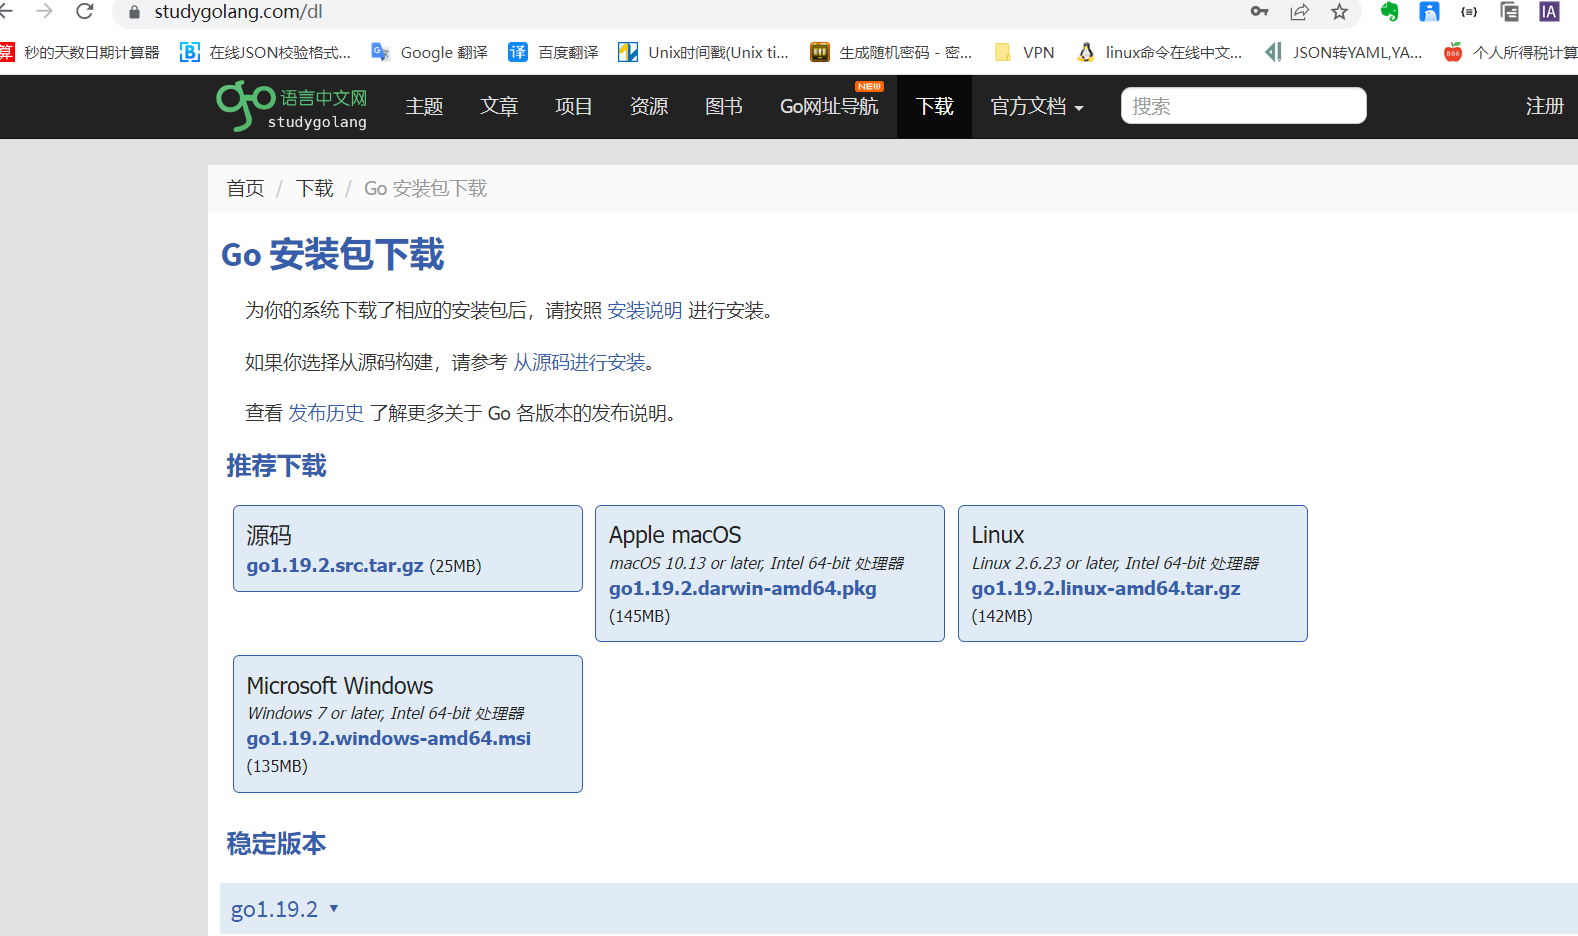 studygolang.com/dl
算 秒的天数日期计算器 在线JSON校验格式... Google 翻译 译 百度翻译 Unix时间戳(Unix ti... 生成随机密码 - 密... VPN linux命令在线中文... JSON转YAML,YA... 个人所得税计算
go 语言中文网 studygolang 主题 文章 项目 资源 图书 Go网址导航 NEW 下载 官方文档 搜索 注册
首页 / 下载 / Go 安装包下载
Go 安装包下载
为你的系统下载了相应的安装包后，请按照 安装说明 进行安装。
如果你选择从源码构建，请参考 从源码进行安装。
查看 发布历史 了解更多关于 Go 各版本的发布说明。
推荐下载
源码
go1.19.2.src.tar.gz (25MB)
Apple macOS
macOS 10.13 or later, Intel 64-bit 处理器
go1.19.2.darwin-amd64.pkg
(145MB)
Linux
Linux 2.6.23 or later, Intel 64-bit 处理器
go1.19.2.linux-amd64.tar.gz
(142MB)
Microsoft Windows
Windows 7 or later, Intel 64-bit 处理器
go1.19.2.windows-amd64.msi
(135MB)
稳定版本
go1.19.2 ▾